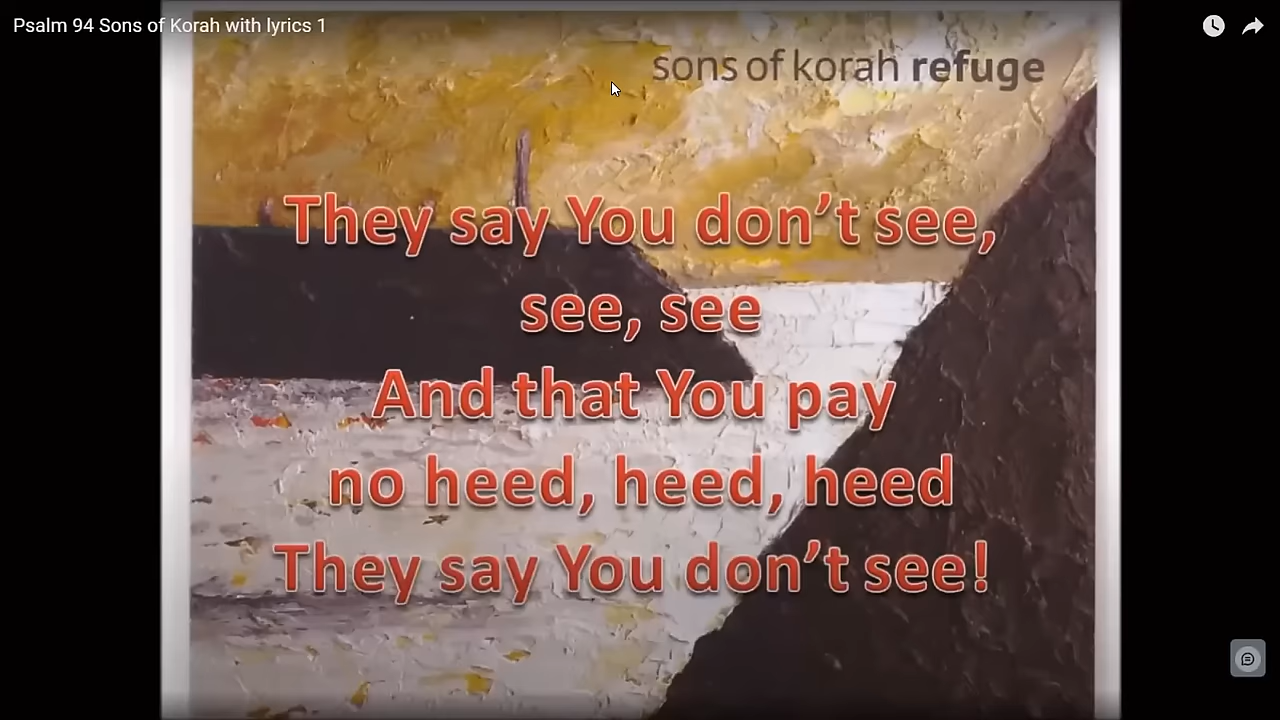 Psalm 94 Sons of Korah with lyrics 1
sons of korah refuge
They say You don't see,
see, see
And that You pay
no heed, heed, heed
They say You don't see!